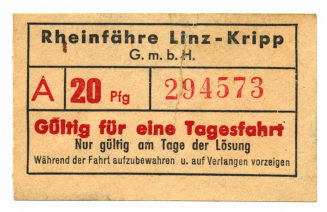 Rheinfähre Linz-Kripp
G.m.b.H.
A 20 Pfg 294573
Gültig für eine Tagesfahrt
Nur gültig am Tage der Lösung
Während der Fahrt aufzubewahren u. auf Verlangen vorzeigen